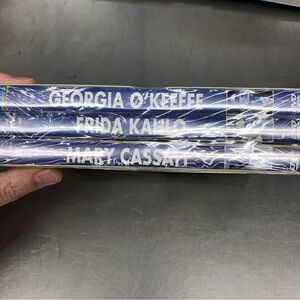 GEORGIA O'KEEFFE
FRIDA KAHLO
MARY CASSATT